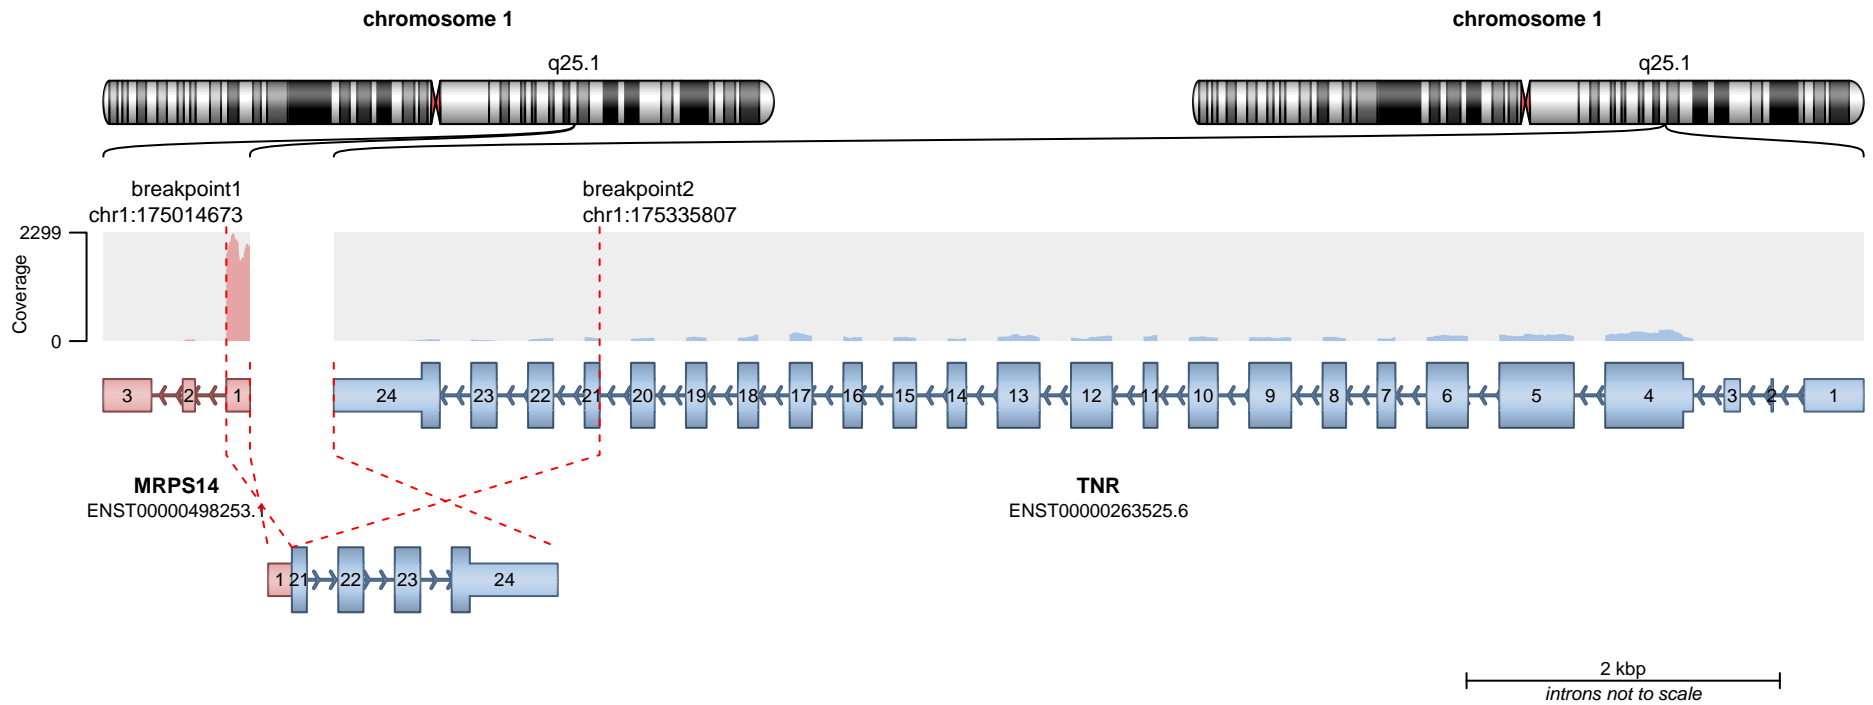 chromosome 1
chromosome 1
q25.1
q25.1
breakpoint1
chr1:175014673
breakpoint2
chr1:175335807
2299
0
Coverage
3 2 1
24 23 22 21 20 19 18 17 16 15 14 13 12 11 10 9 8 7 6 5 4 3 2 1
MRPS14
ENST00000498253.1
TNR
ENST00000263525.6
1 21 22 23 24
2 kbp
introns not to scale